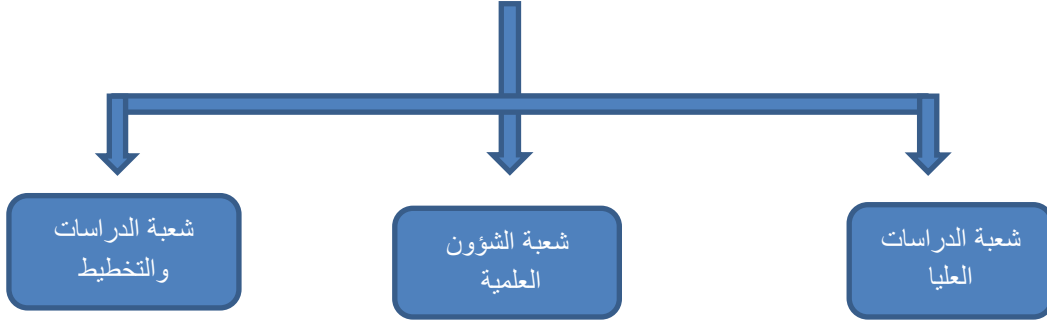 شعبة الدراسات
العليا
شعبة الشؤون
العلمية
شعبة الدراسات
والتخطيط